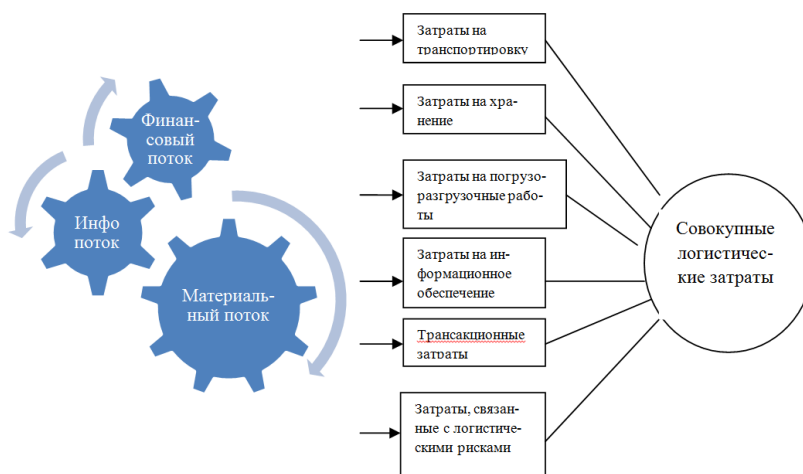 Финан-
совый
поток
Инфо
поток
Материаль-
ный поток
Затраты на
транспортировку
Затраты на хра-
нение
Затраты на погрузо-
разгрузочные рабо-
ты
Затраты на ин-
формационное
обеспечение
Трансакционные
затраты
Затраты, связан-
ные с логистиче-
скими рисками
Совокупные
логистичес-
кие затраты